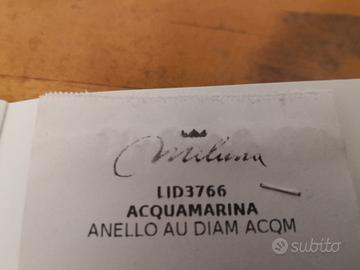 Miluna
LID3766
ACQUAMARINA
ANELLO AU DIAM ACQM
subito